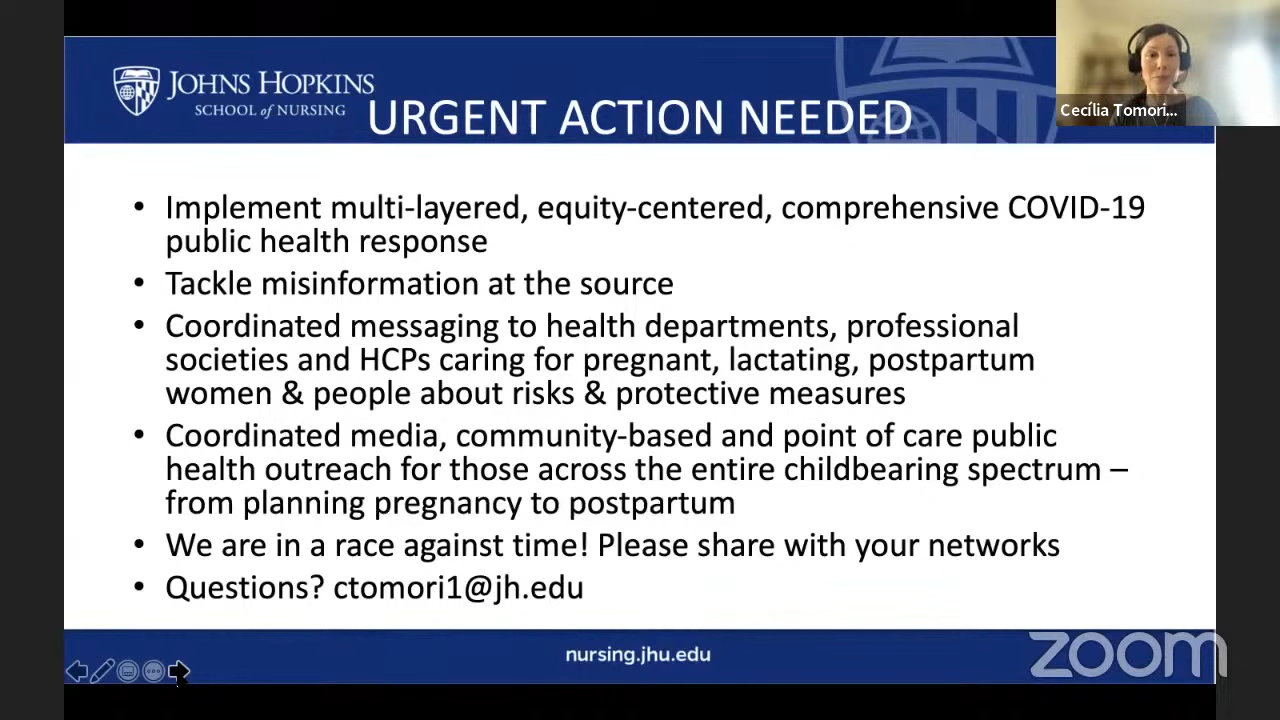 JOHNS HOPKINS
SCHOOL of NURSING
URGENT ACTION NEEDED
Cecília Tomori...
• Implement multi-layered, equity-centered, comprehensive COVID-19
public health response
• Tackle misinformation at the source
• Coordinated messaging to health departments, professional
societies and HCPs caring for pregnant, lactating, postpartum
women & people about risks & protective measures
• Coordinated media, community-based and point of care public
health outreach for those across the entire childbearing spectrum –
from planning pregnancy to postpartum
• We are in a race against time! Please share with your networks
• Questions? ctomori1@jh.edu
nursing.jhu.edu
zoom